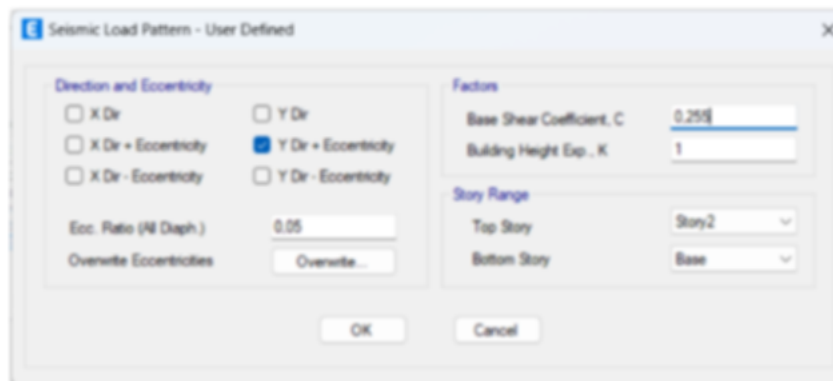 E Seismic Load Pattern - User Defined
Direction and Eccentricity
X Dir Y Dir
X Dir + Eccentricity Y Dir + Eccentricity
X Dir - Eccentricity Y Dir - Eccentricity
Ecc. Ratio (All Diaph.) 0.05
Overwrite Eccentricities Overwrite...
Factors
Base Shear Coefficient, C 0.255
Building Height Exp., K 1
Story Range
Top Story Story2
Bottom Story Base
OK Cancel